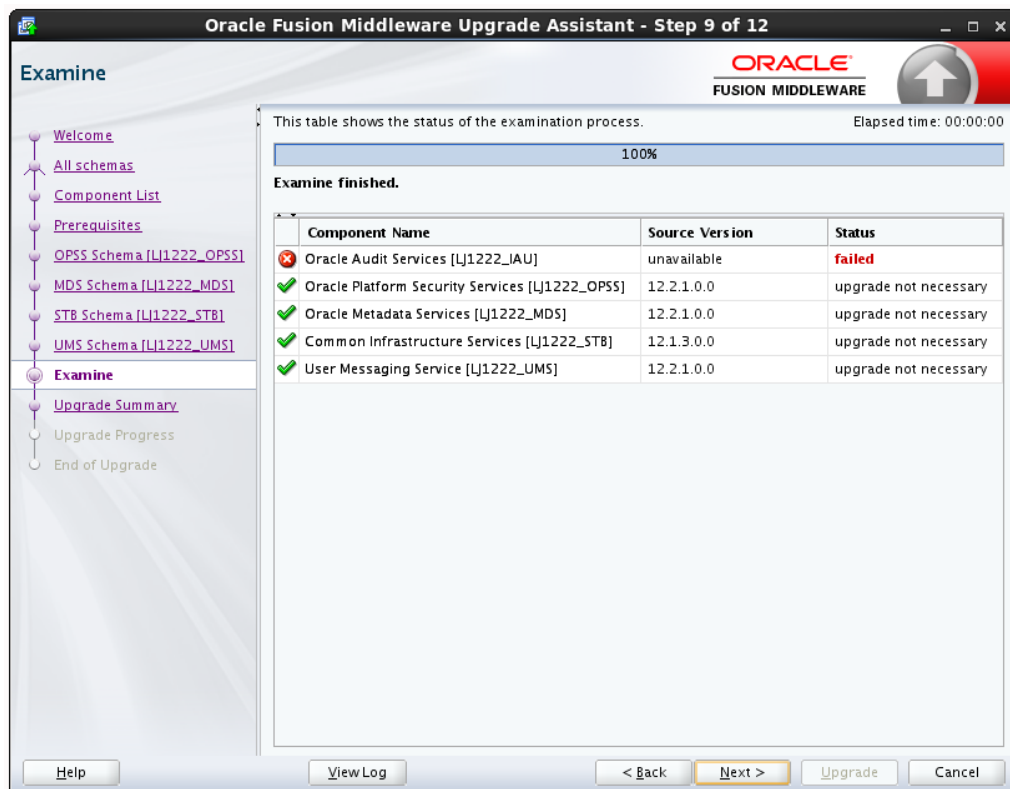 Oracle Fusion Middleware Upgrade Assistant - Step 9 of 12
Examine
ORACLE
FUSION MIDDLEWARE
Welcome
All schemas
Component List
Prerequisites
OPSS Schema [LJ1222_OPSS]
MDS Schema [LJ1222_MDS]
STB Schema [LJ1222_STB]
UMS Schema [LJ1222_UMS]
Examine
Upgrade Summary
Upgrade Progress
End of Upgrade
This table shows the status of the examination process. Elapsed time: 00:00:00
100%
Examine finished.
Component Name Source Version Status
Oracle Audit Services [LJ1222_IAU] unavailable failed
Oracle Platform Security Services [LJ1222_OPSS] 12.2.1.0.0 upgrade not necessary
Oracle Metadata Services [LJ1222_MDS] 12.2.1.0.0 upgrade not necessary
Common Infrastructure Services [LJ1222_STB] 12.1.3.0.0 upgrade not necessary
User Messaging Service [LJ1222_UMS] 12.2.1.0.0 upgrade not necessary
Help View Log < Back Next > Upgrade Cancel